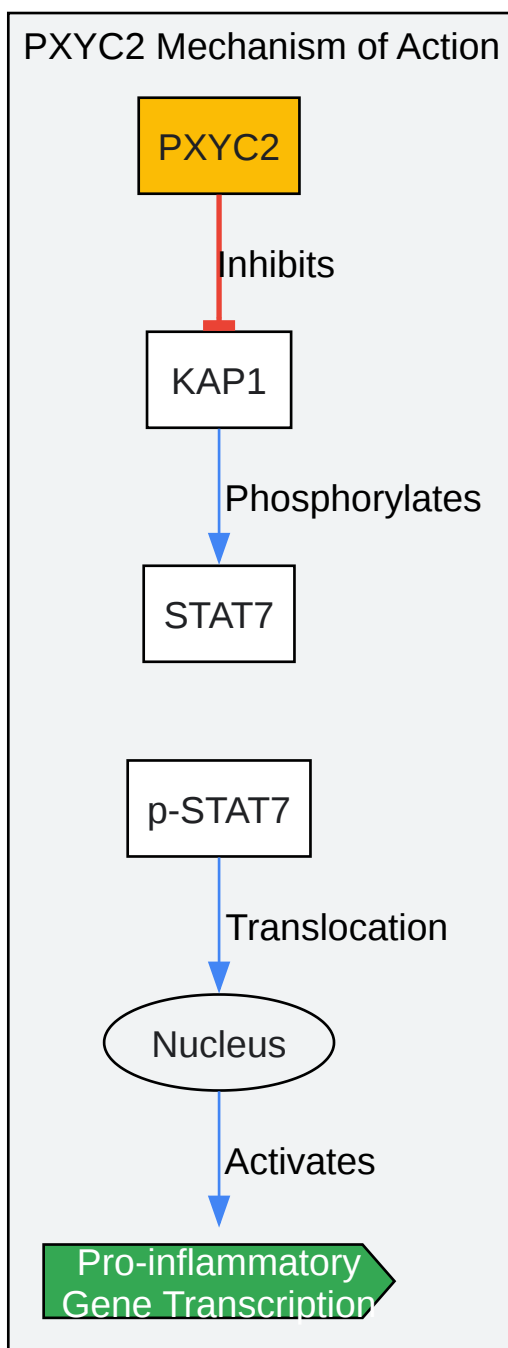 PXYC2 Mechanism of Action
PXYC2
Inhibits
KAP1
Phosphorylates
STAT7
p-STAT7
Translocation
Nucleus
Activates
Pro-inflammatory
Gene Transcription